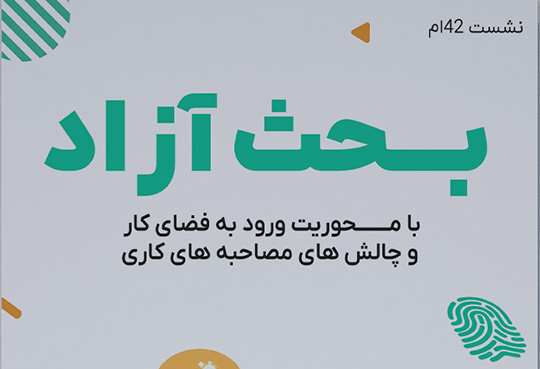 نشست 42ام
بحث آزاد
با محوریت ورود به فضای کار
و چالش های مصاحبه های کاری